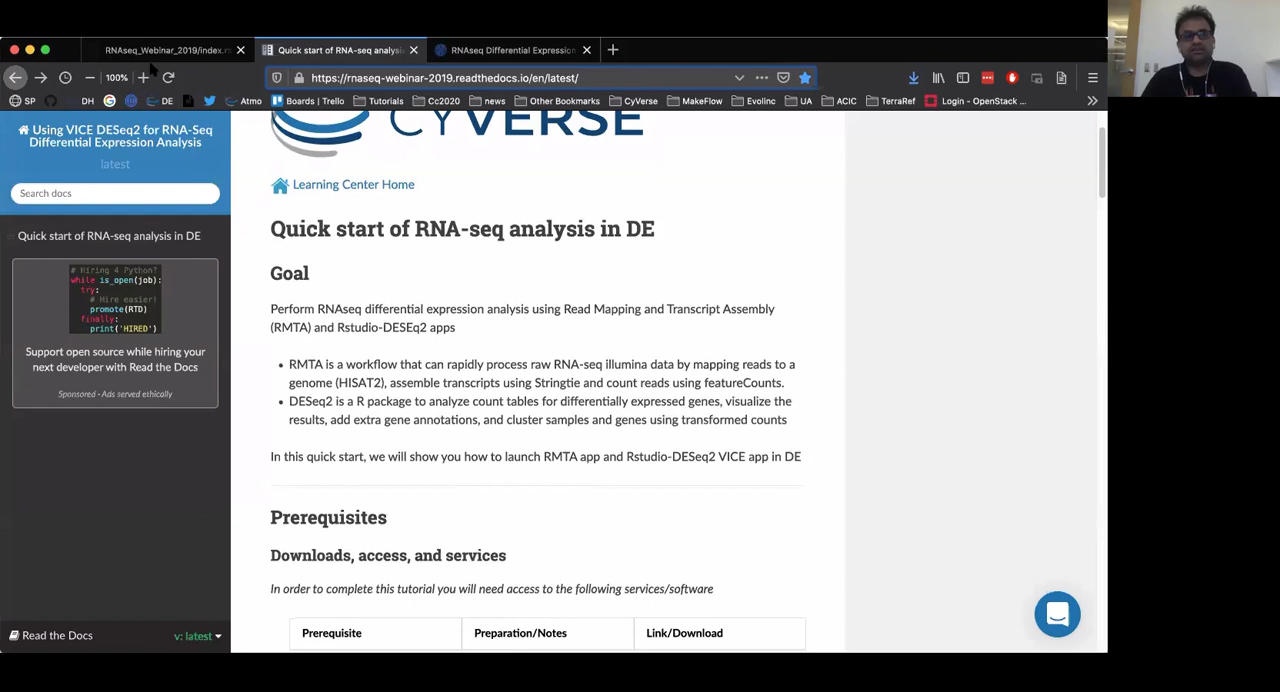 RNAseq_Webinar_2019/index.r
Quick start of RNA-seq analysis
RNAseq Differential Expression
100%
https://rnaseq-webinar-2019.readthedocs.io/en/latest/
SP
DH
DE
Atmo
Boards | Trello
Tutorials
Cc2020
news
Other Bookmarks
CyVerse
MakeFlow
Evolinc
UA
ACIC
TerraRef
Login - OpenStack ...
Using VICE DESeq2 for RNA-Seq
Differential Expression Analysis
latest
Search docs
Quick start of RNA-seq analysis in DE
# Hiring 4 Python?
while is_open(job):
try:
# Hire easier!
promote(RTD)
finally:
print('HIRED')
Support open source while hiring your
next developer with Read the Docs
Sponsored · Ads served ethically
Read the Docs
v: latest
CYVERSE
Learning Center Home
Quick start of RNA-seq analysis in DE
Goal
Perform RNAseq differential expression analysis using Read Mapping and Transcript Assembly
(RMTA) and Rstudio-DESEq2 apps
• RMTA is a workflow that can rapidly process raw RNA-seq illumina data by mapping reads to a
genome (HISAT2), assemble transcripts using Stringtie and count reads using featureCounts.
• DESeq2 is a R package to analyze count tables for differentially expressed genes, visualize the
results, add extra gene annotations, and cluster samples and genes using transformed counts
In this quick start, we will show you how to launch RMTA app and Rstudio-DESeq2 VICE app in DE
Prerequisites
Downloads, access, and services
In order to complete this tutorial you will need access to the following services/software
Prerequisite
Preparation/Notes
Link/Download